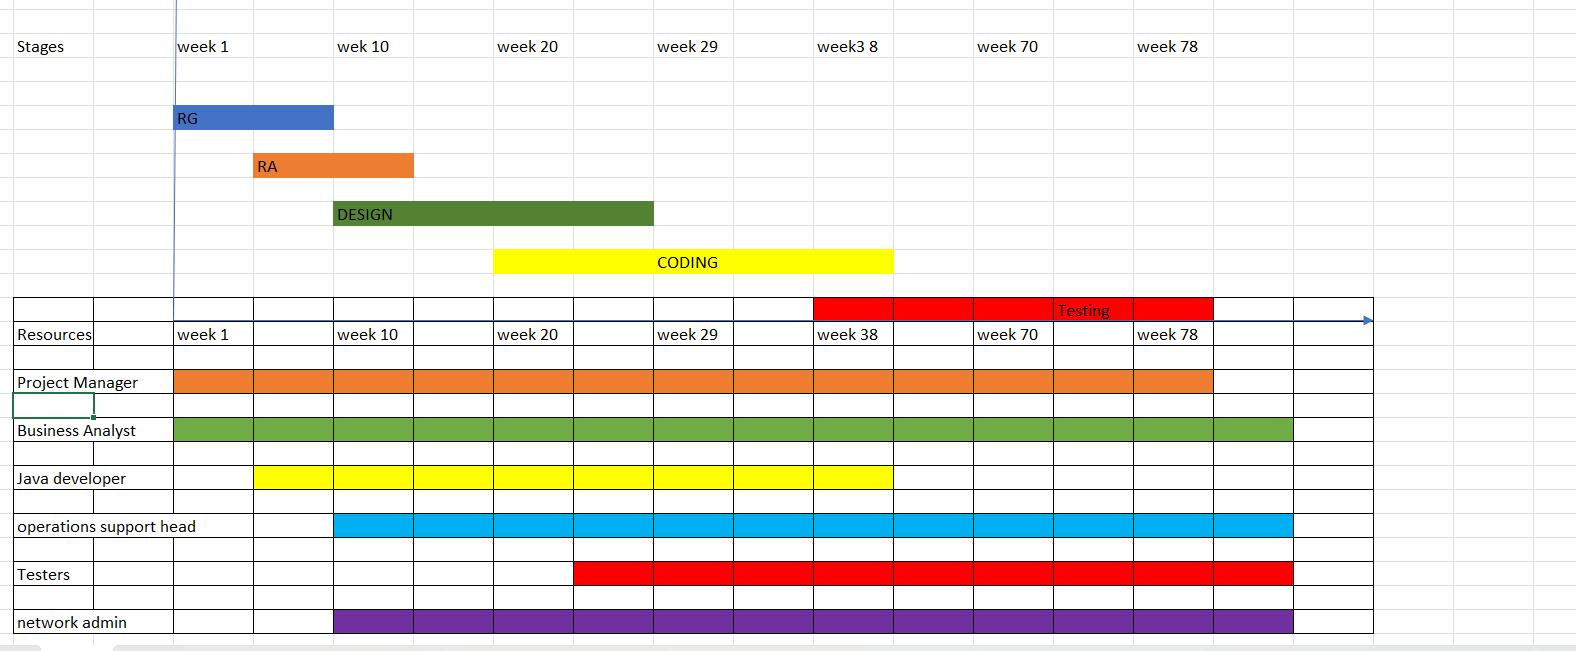 Stages week 1 wek 10 week 20 week 29 week3 8 week 70 week 78
RG
RA
DESIGN
CODING
Testing
Resources week 1 week 10 week 20 week 29 week 38 week 70 week 78
Project Manager
Business Analyst
Java developer
operations support head
Testers
network admin